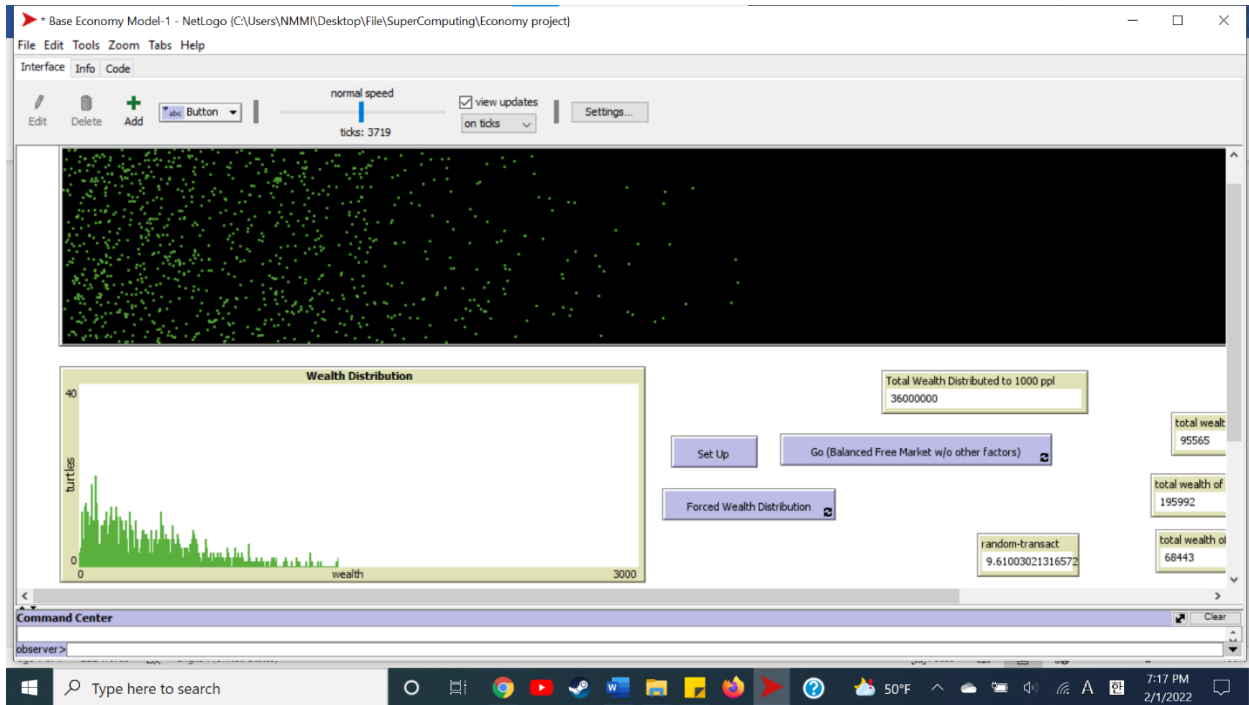 * Base Economy Model-1 - NetLogo {C:\Users\NMMI\Desktop\File\SuperComputing\Economy project}
File Edit Tools Zoom Tabs Help
Interface Info Code
Edit Delete Add abc Button normal speed ticks: 3719 view updates on ticks Settings...
Wealth Distribution
40
turtles
0
0 wealth 3000
Total Wealth Distributed to 1000 ppl
36000000
Set Up
Go (Balanced Free Market w/o other factors)
Forced Wealth Distribution
random-transact
9.61003021316572
total wealt
95565
total wealth of
195992
total wealth of
68443
Command Center Clear
observer>
Type here to search
50°F
A 한
7:17 PM
2/1/2022